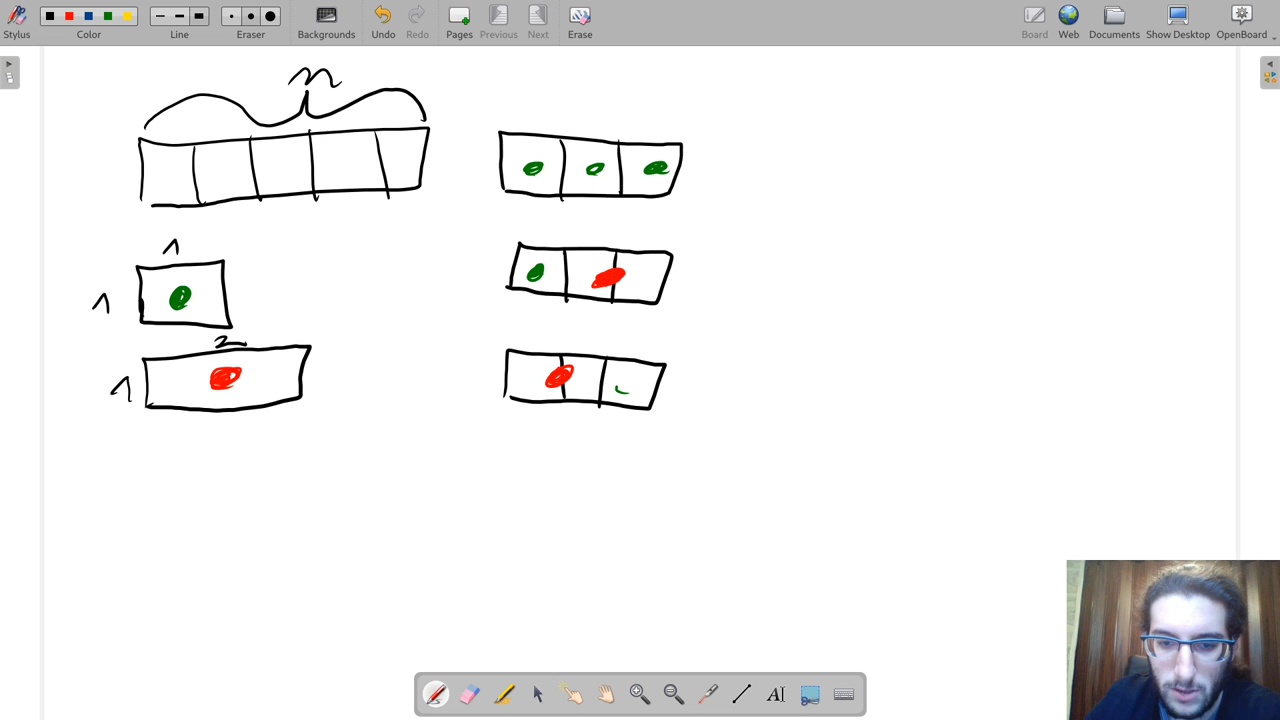 Stylus Color Line Eraser Backgrounds Undo Redo Pages Previous Next Erase Board Web Documents Show Desktop OpenBoard
n
1
1
2
1